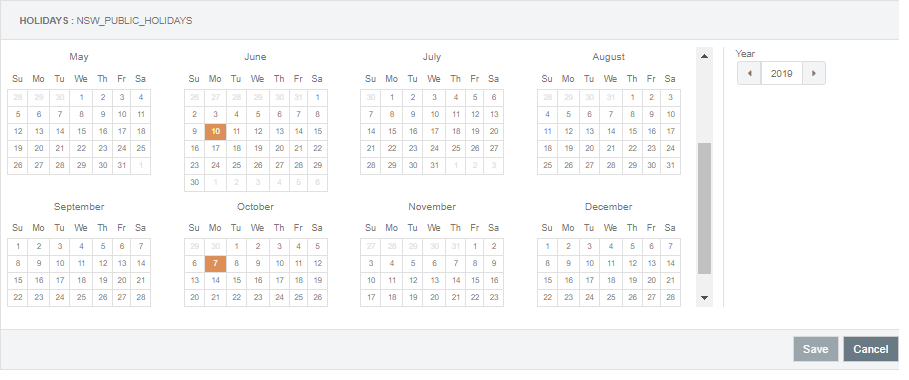 HOLIDAYS : NSW_PUBLIC_HOLIDAYS
May June July August
Su Mo Tu We Th Fr Sa Su Mo Tu We Th Fr Sa Su Mo Tu We Th Fr Sa Su Mo Tu We Th Fr Sa
28 29 30 1 2 3 4 26 27 28 29 30 31 1 30 1 2 3 4 5 6 28 29 30 31 1 2 3
5 6 7 8 9 10 11 2 3 4 5 6 7 8 7 8 9 10 11 12 13 4 5 6 7 8 9 10
12 13 14 15 16 17 18 9 10 11 12 13 14 15 14 15 16 17 18 19 20 11 12 13 14 15 16 17
19 20 21 22 23 24 25 16 17 18 19 20 21 22 21 22 23 24 25 26 27 18 19 20 21 22 23 24
26 27 28 29 30 31 1 23 24 25 26 27 28 29 28 29 30 31 1 2 3 25 26 27 28 29 30 31
30 1 2 3 4 5 6
September October November December
Su Mo Tu We Th Fr Sa Su Mo Tu We Th Fr Sa Su Mo Tu We Th Fr Sa Su Mo Tu We Th Fr Sa
1 2 3 4 5 6 7 29 30 1 2 3 4 5 27 28 29 30 31 1 2 1 2 3 4 5 6 7
8 9 10 11 12 13 14 6 7 8 9 10 11 12 3 4 5 6 7 8 9 8 9 10 11 12 13 14
15 16 17 18 19 20 21 13 14 15 16 17 18 19 10 11 12 13 14 15 16 15 16 17 18 19 20 21
22 23 24 25 26 27 28 20 21 22 23 24 25 26 17 18 19 20 21 22 23 22 23 24 25 26 27 28
Year
2019
Save Cancel